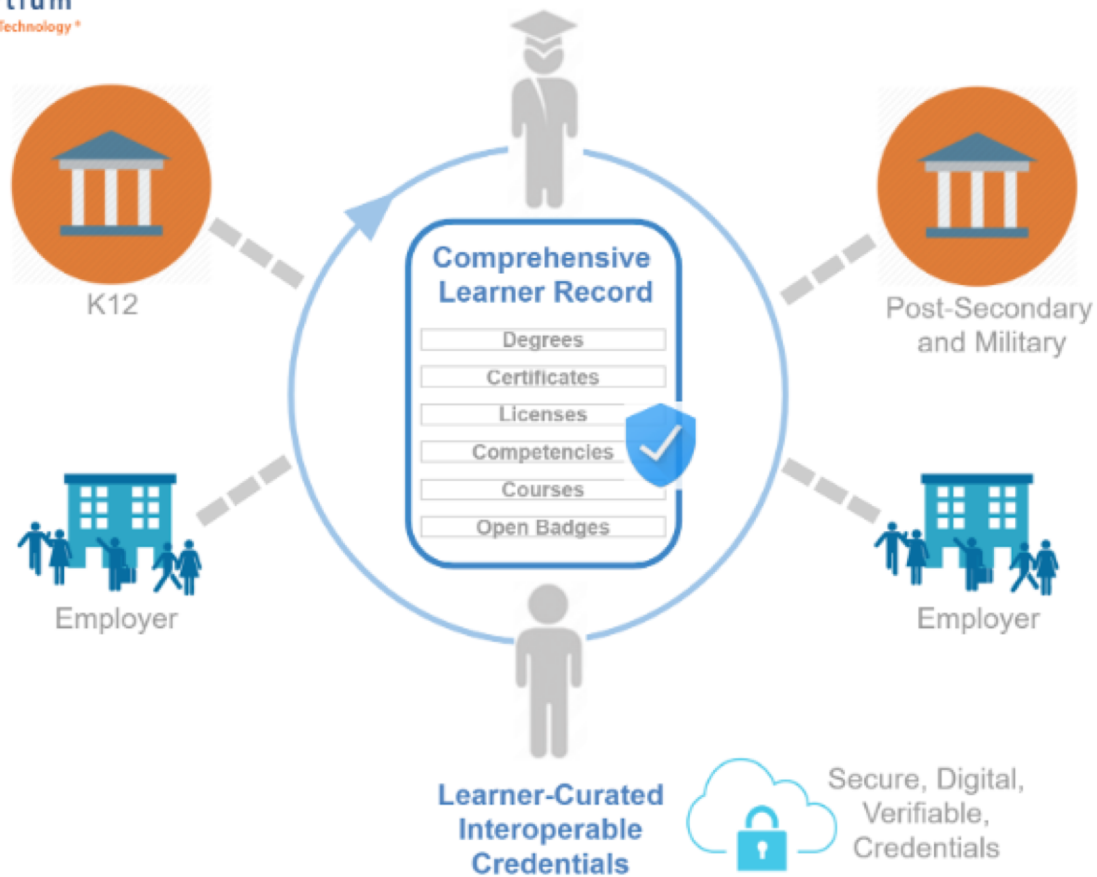 Technology ®
K12
Post-Secondary
and Military
Comprehensive
Learner Record
Degrees
Certificates
Licenses
Competencies
Courses
Open Badges
Employer
Employer
Learner-Curated
Interoperable
Credentials
Secure, Digital,
Verifiable,
Credentials